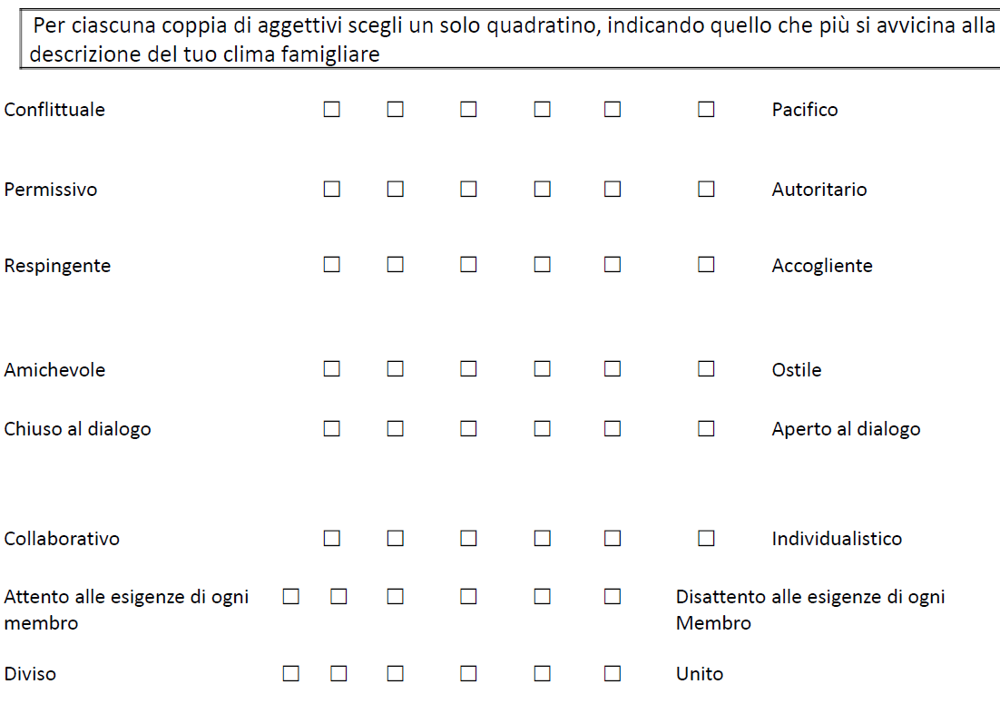 Per ciascuna coppia di aggettivi scegli un solo quadratino, indicando quello che più si avvicina alla
descrizione del tuo clima famigliare
Conflittuale ☐ ☐ ☐ ☐ ☐ ☐ Pacifico
Permissivo ☐ ☐ ☐ ☐ ☐ ☐ Autoritario
Respingente ☐ ☐ ☐ ☐ ☐ ☐ Accogliente
Amichevole ☐ ☐ ☐ ☐ ☐ ☐ Ostile
Chiuso al dialogo ☐ ☐ ☐ ☐ ☐ ☐ Aperto al dialogo
Collaborativo ☐ ☐ ☐ ☐ ☐ ☐ Individualistico
Attento alle esigenze di ogni ☐ ☐ ☐ ☐ ☐ ☐ Disattento alle esigenze di ogni
membro Membro
Diviso ☐ ☐ ☐ ☐ ☐ ☐ Unito